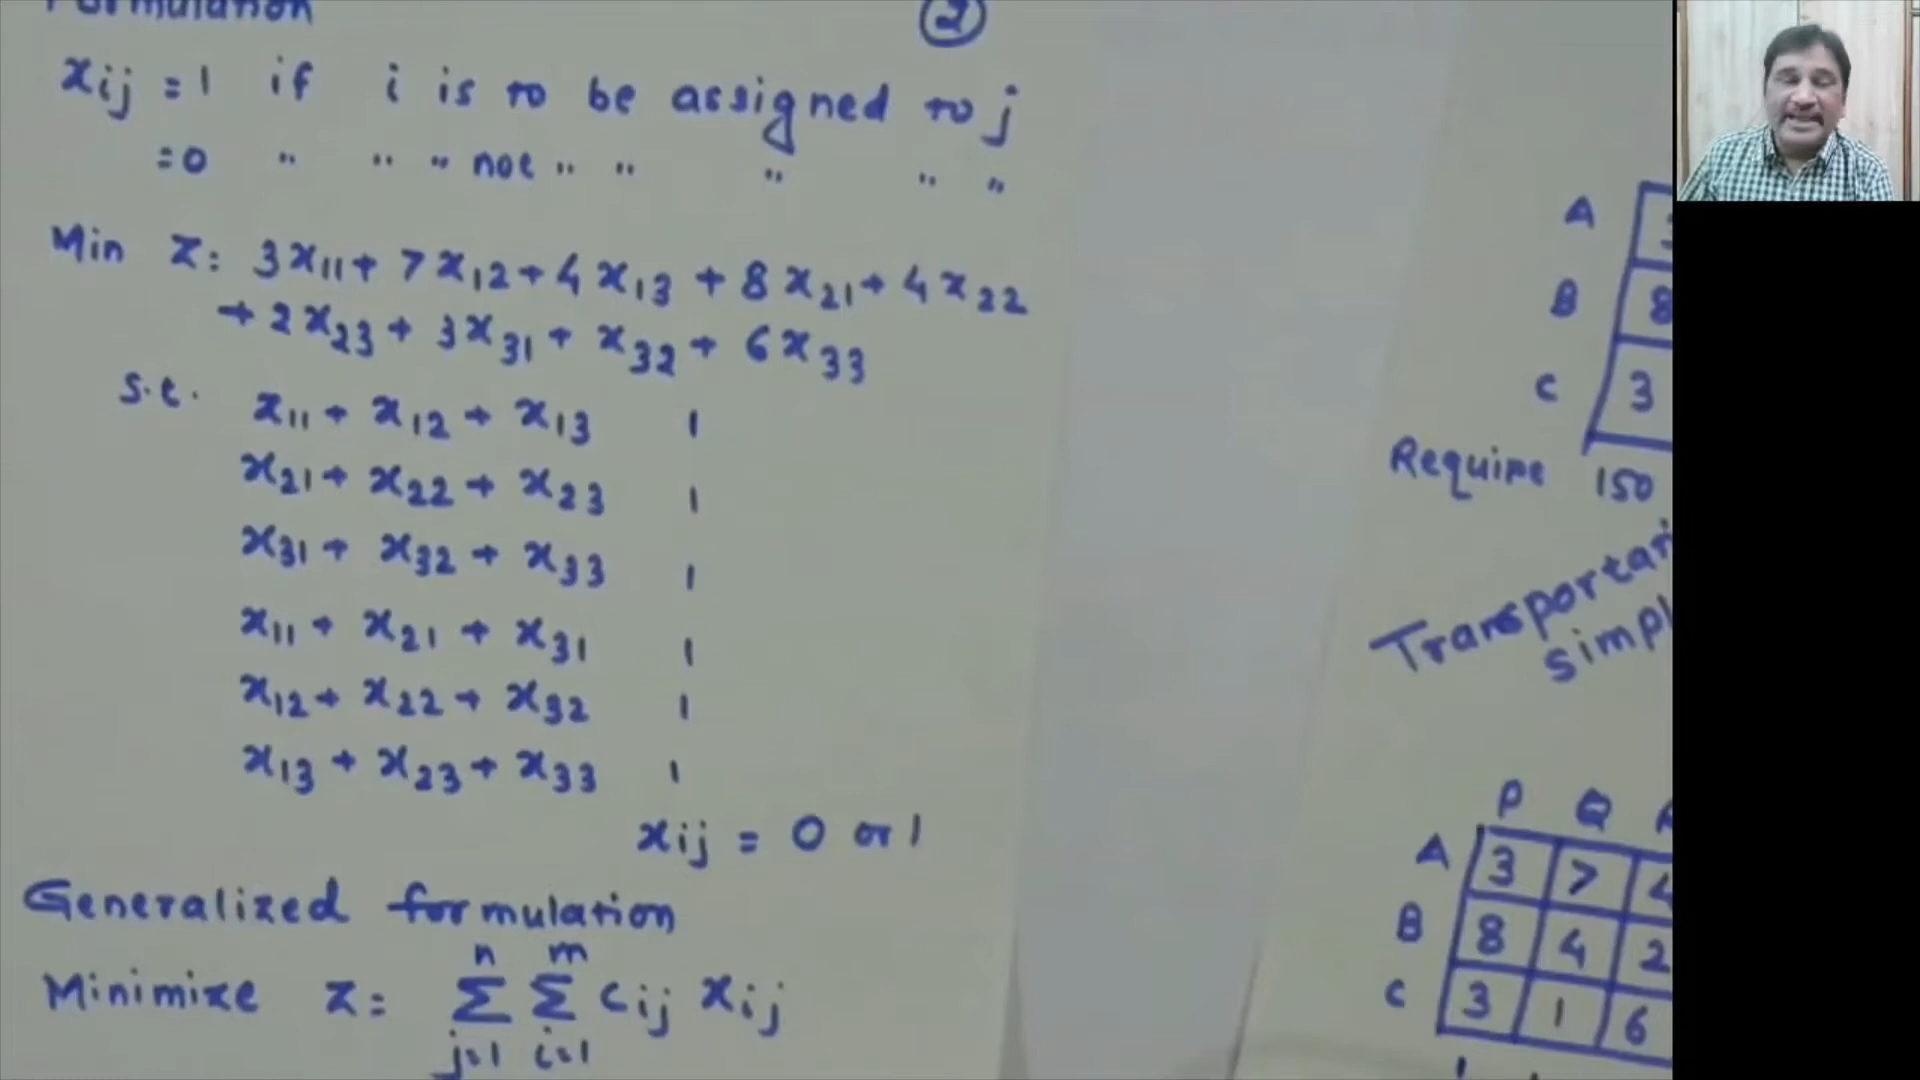 Formulation
2
xij = 1 if i is to be assigned to j
= 0 " " " not " " " " "
Min Z = 3x11 + 7x12 + 4x13 + 8x21 + 4x22
+ 2x23 + 3x31 + x32 + 6x33
s.t. x11 + x12 + x13 1
x21 + x22 + x23 1
x31 + x32 + x33 1
x11 + x21 + x31 1
x12 + x22 + x32 1
x13 + x23 + x33 1
xij = 0 or 1
Generalized formulation
Minimize Z = n Σ j=1 m Σ i=1 cij xij
A
B 8
C 3
Require 150
P Q
A 3 7 4
B 8 4 2
C 3 1 6